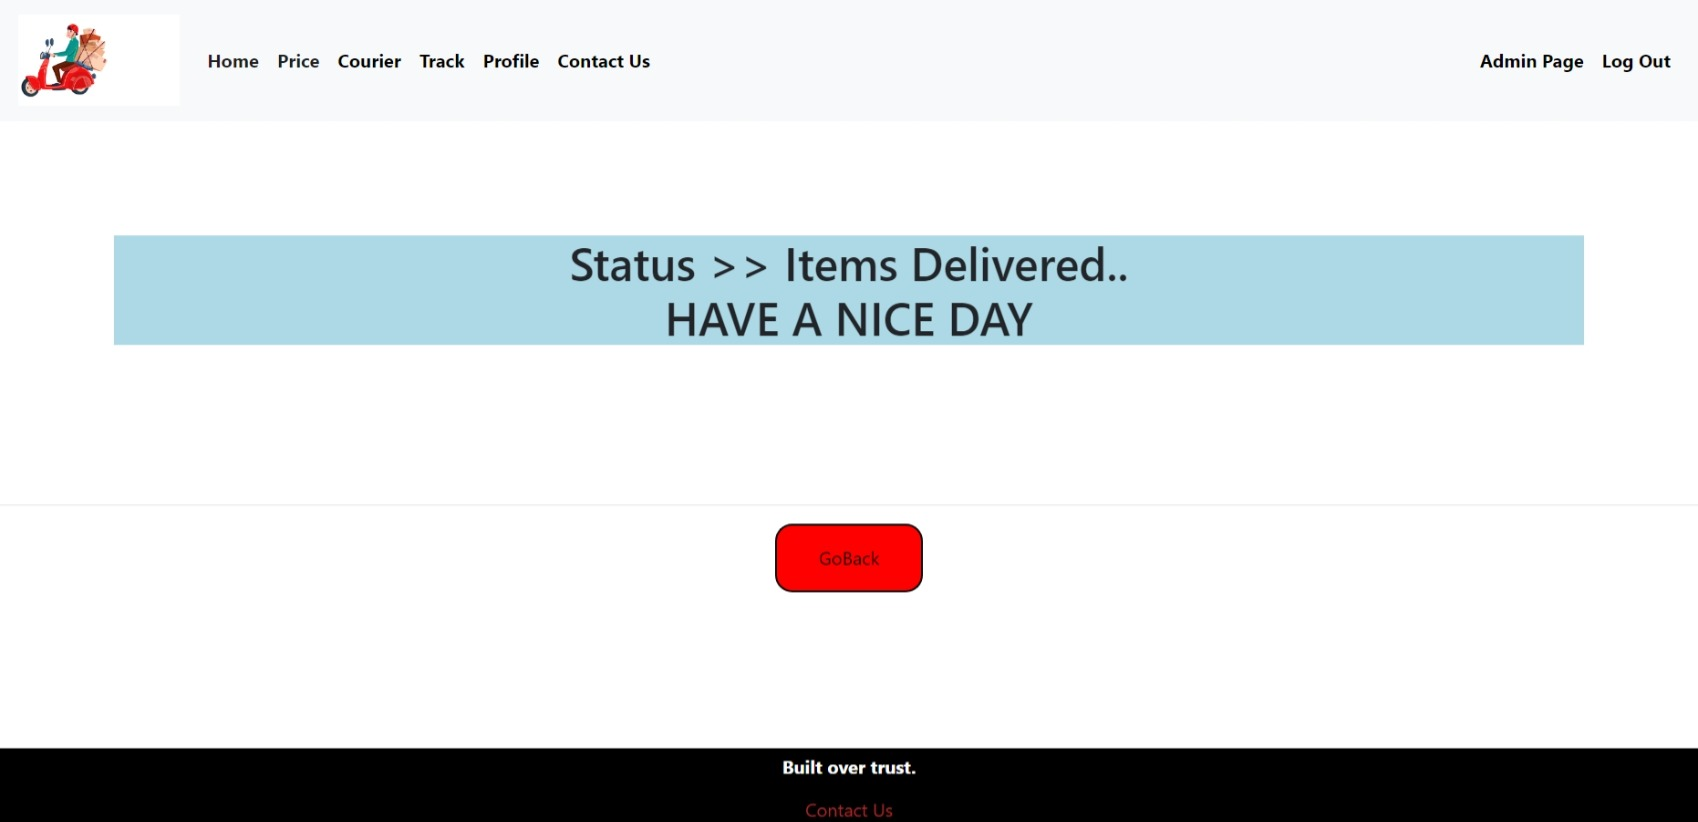 Home Price Courier Track Profile Contact Us Admin Page Log Out
Status >> Items Delivered..
HAVE A NICE DAY
GoBack
Built over trust.
Contact Us